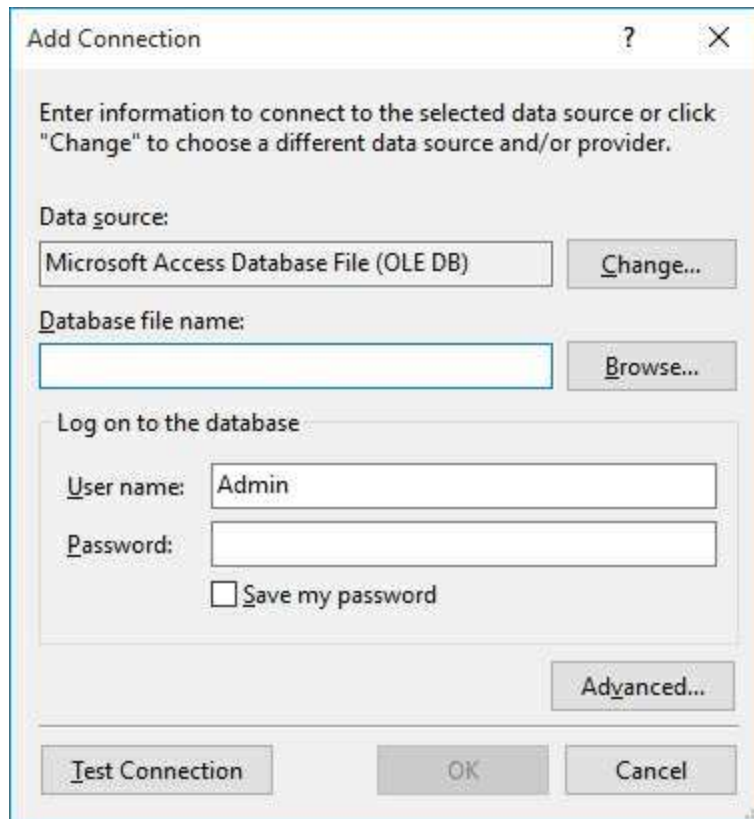 Add Connection ?
Enter information to connect to the selected data source or click
"Change" to choose a different data source and/or provider.
Data source:
Microsoft Access Database File (OLE DB) Change...
Database file name:
Browse...
Log on to the database
User name: Admin
Password:
Save my password
Advanced...
Test Connection OK Cancel